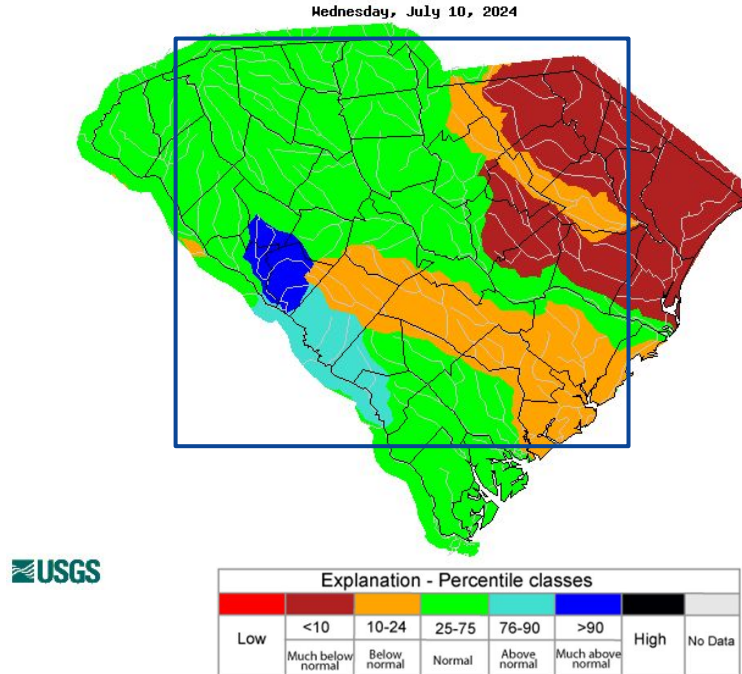 Wednesday, July 10, 2024
USGS
Explanation - Percentile classes
Low <10 10-24 25-75 76-90 >90 High No Data
Much below normal Below normal Normal Above normal Much above normal